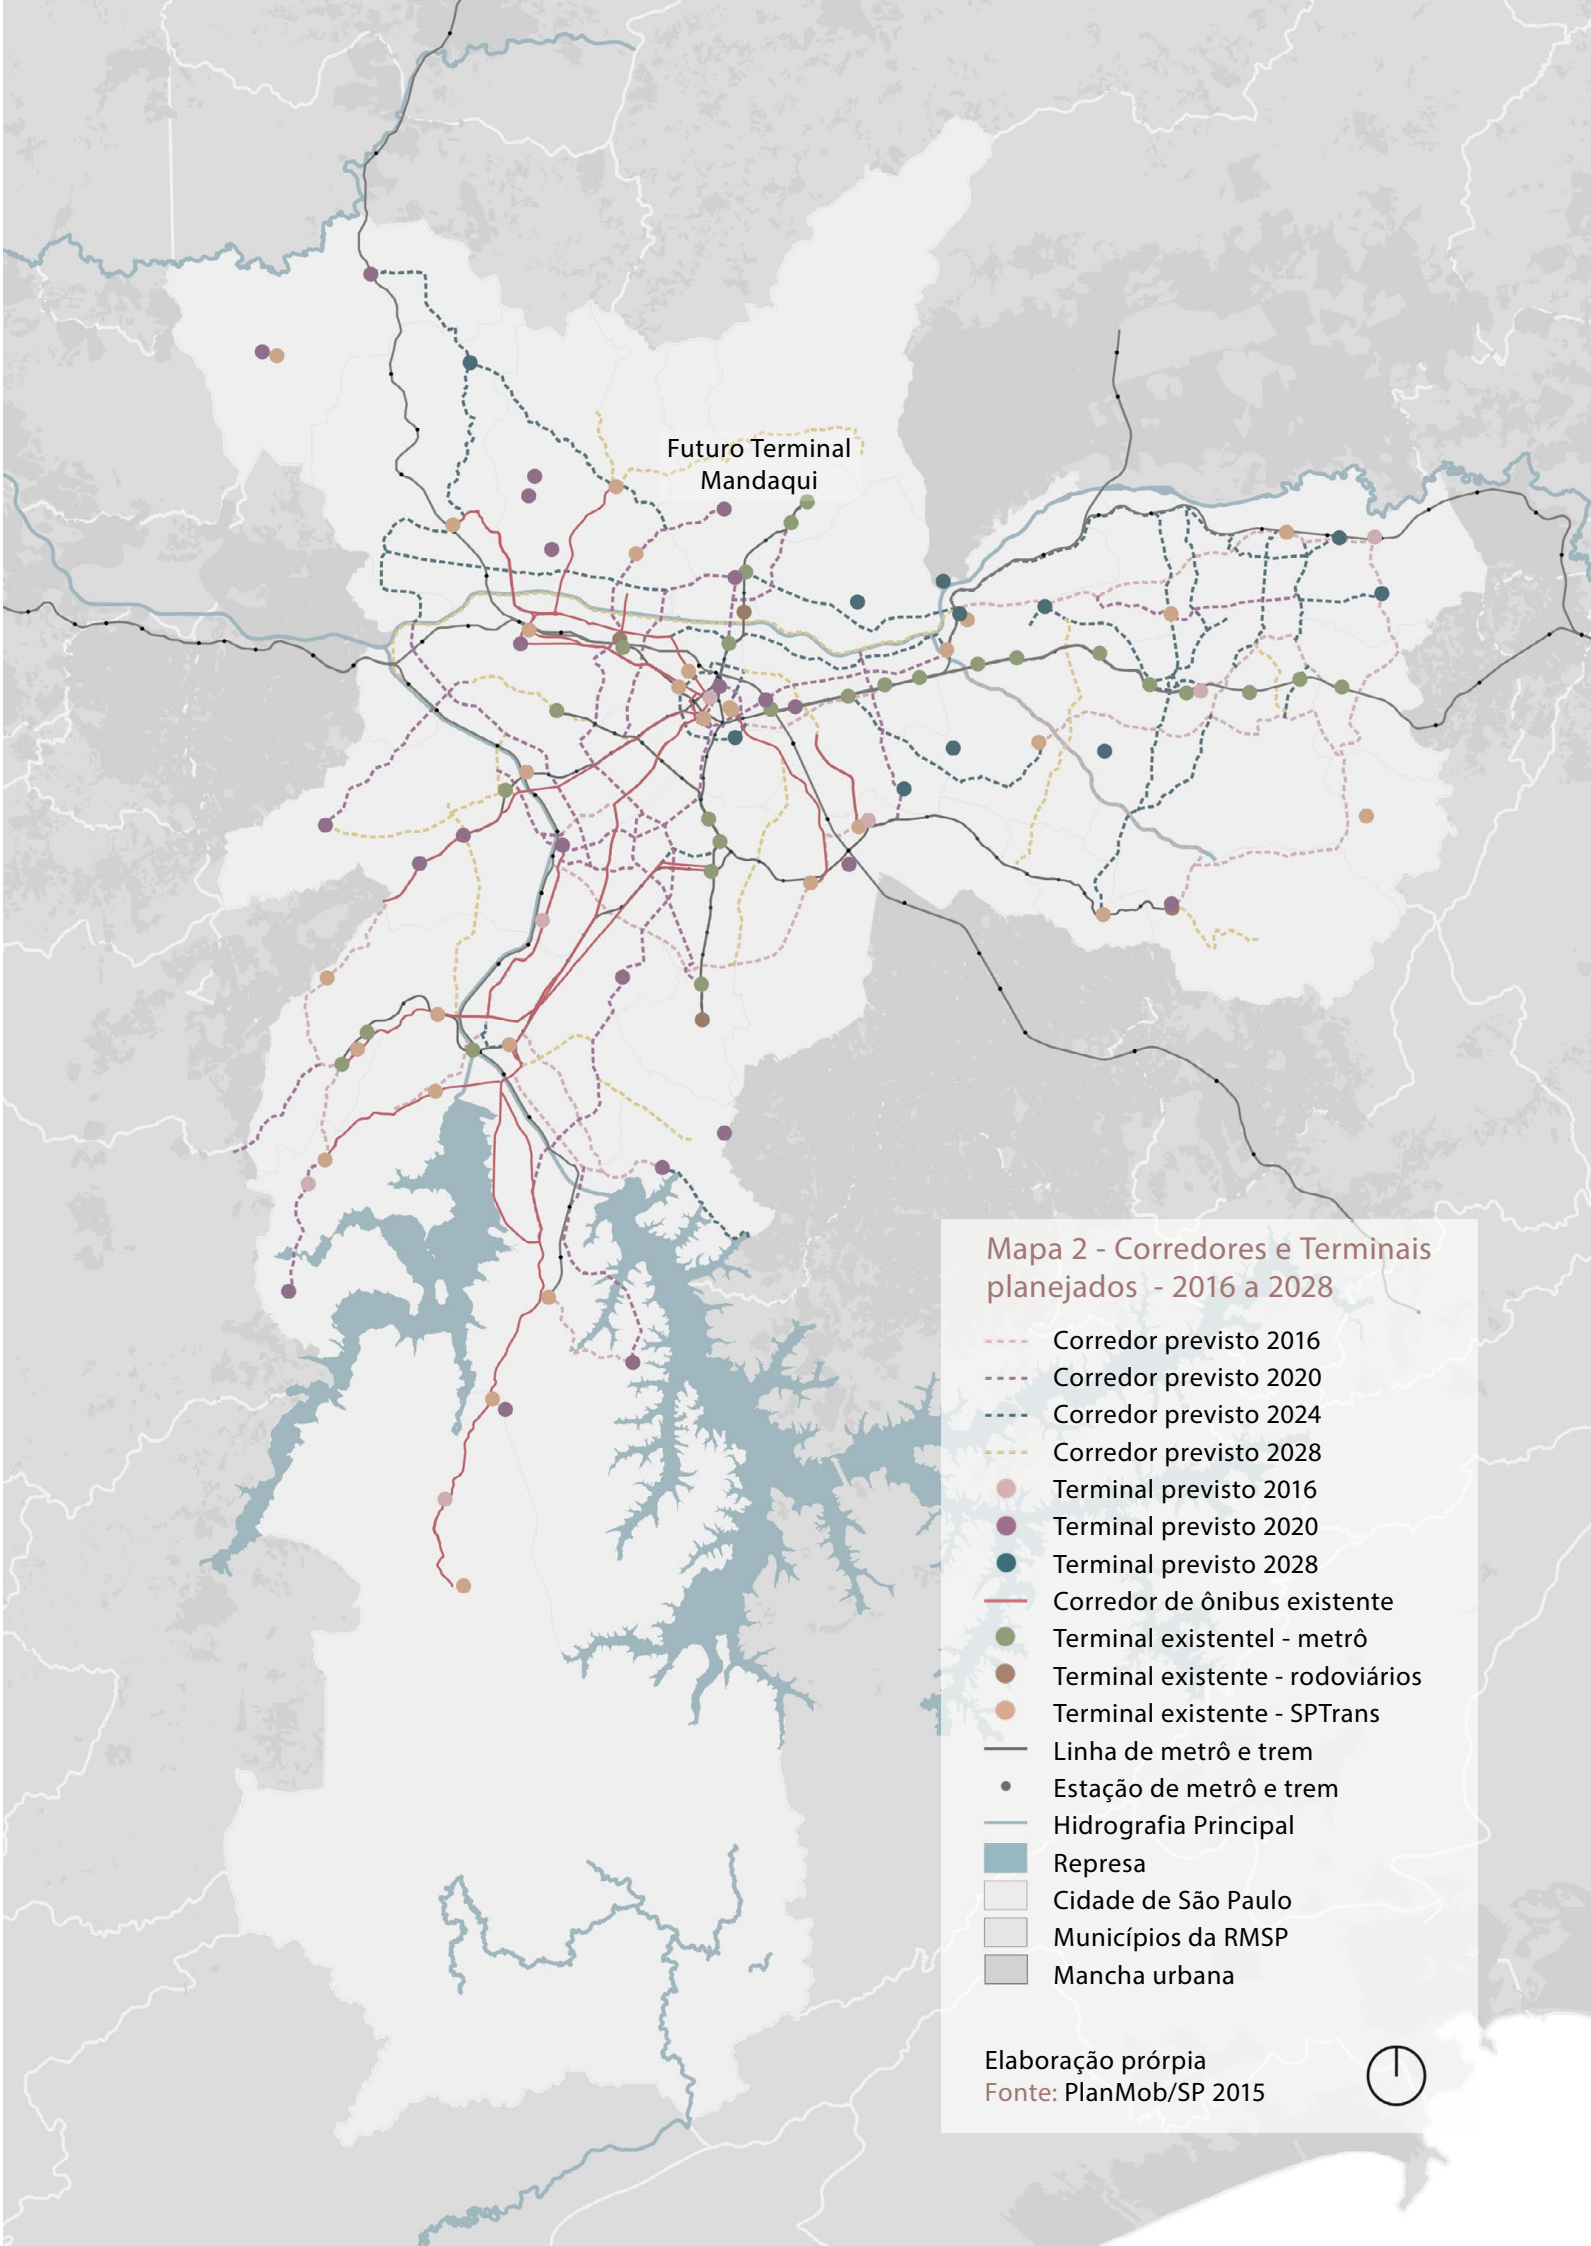 Futuro Terminal
Mandaqui
Mapa 2 - Corredores e Terminais
planejados - 2016 a 2028
Corredor previsto 2016
Corredor previsto 2020
Corredor previsto 2024
Corredor previsto 2028
Terminal previsto 2016
Terminal previsto 2020
Terminal previsto 2028
Corredor de ônibus existente
Terminal existentel - metrô
Terminal existente - rodoviários
Terminal existente - SPTrans
Linha de metrô e trem
Estação de metrô e trem
Hidrografia Principal
Represa
Cidade de São Paulo
Municípios da RMSP
Mancha urbana
Elaboração prórpia
Fonte: PlanMob/SP 2015